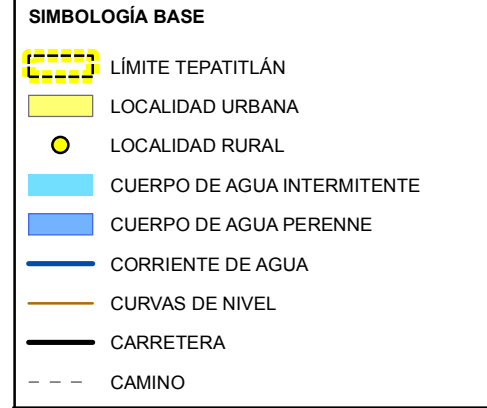 SIMBOLOGÍA BASE
LÍMITE TEPATITLÁN
LOCALIDAD URBANA
LOCALIDAD RURAL
CUERPO DE AGUA INTERMITENTE
CUERPO DE AGUA PERENNE
CORRIENTE DE AGUA
CURVAS DE NIVEL
CARRETERA
CAMINO